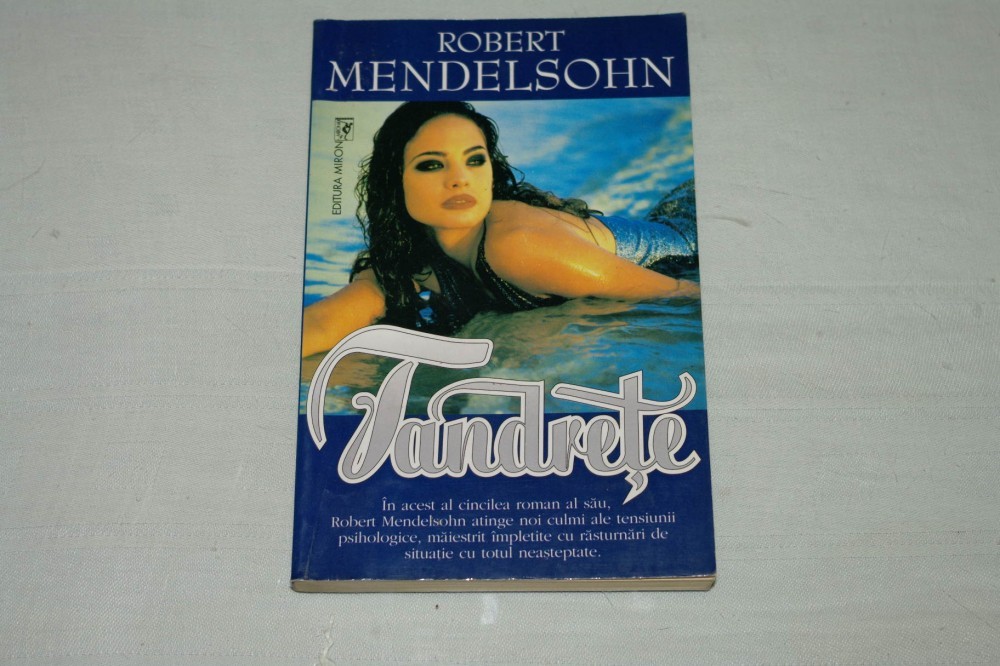 ROBERT
MENDELSOHN
EDITURA MIRON
Tandrețe
În acest al cincilea roman al său,
Robert Mendelsohn atinge noi culmi ale tensiunii
psihologice, măiestrit împletite cu răsturnări de
situație cu totul neașteptate.